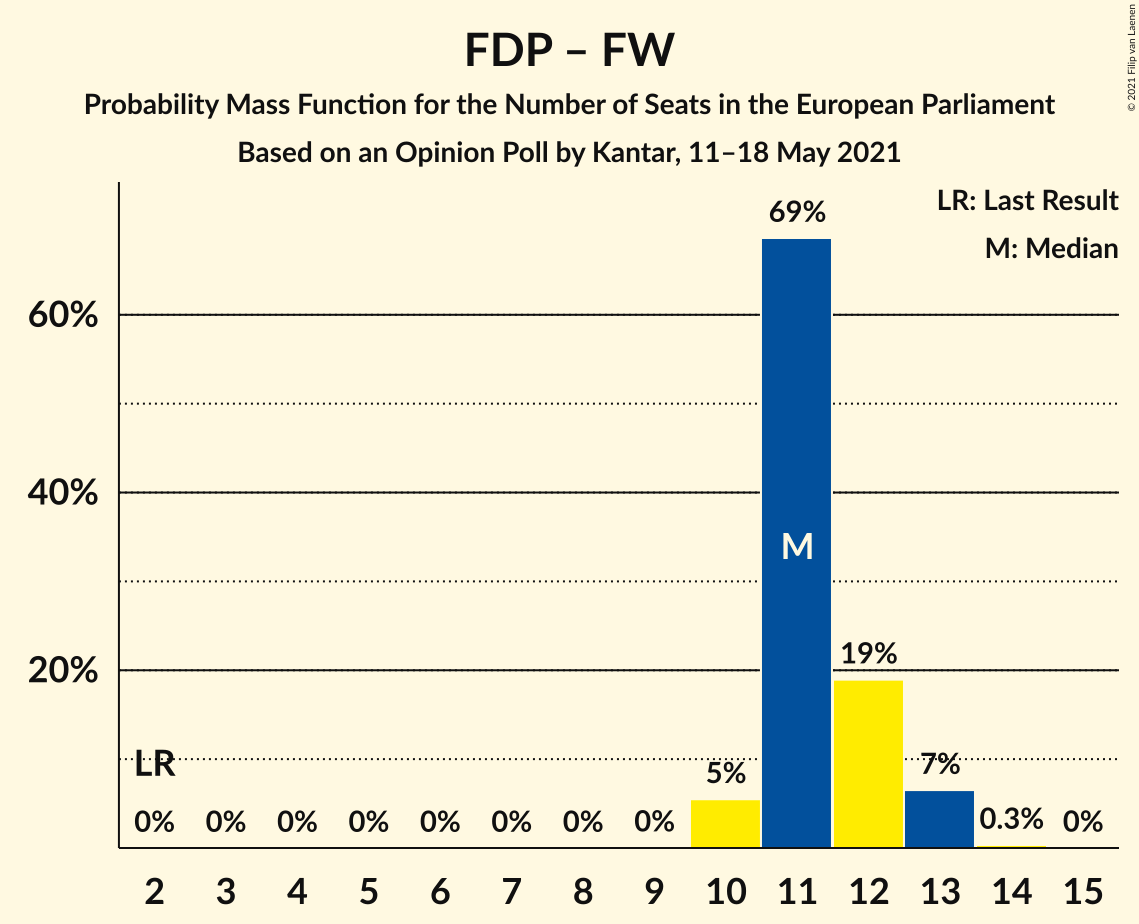 FDP – FW
Probability Mass Function for the Number of Seats in the European Parliament
Based on an Opinion Poll by Kantar, 11–18 May 2021
© 2021 Filip van Laenen
LR: Last Result
M: Median
69%
60%
40%
M
20%
19%
LR
5%
7%
0% 0% 0% 0% 0% 0% 0% 0% 0.3% 0%
2 3 4 5 6 7 8 9 10 11 12 13 14 15